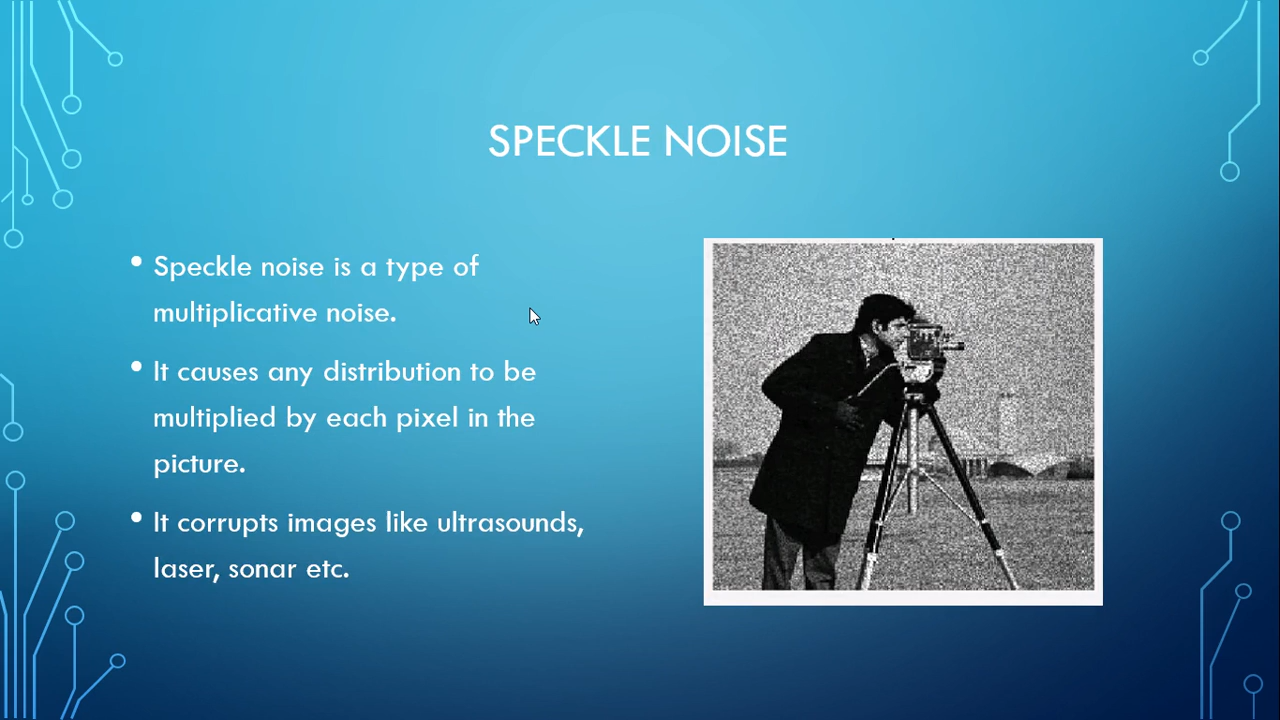 SPECKLE NOISE
• Speckle noise is a type of
multiplicative noise.
• It causes any distribution to be
multiplied by each pixel in the
picture.
• It corrupts images like ultrasounds,
laser, sonar etc.